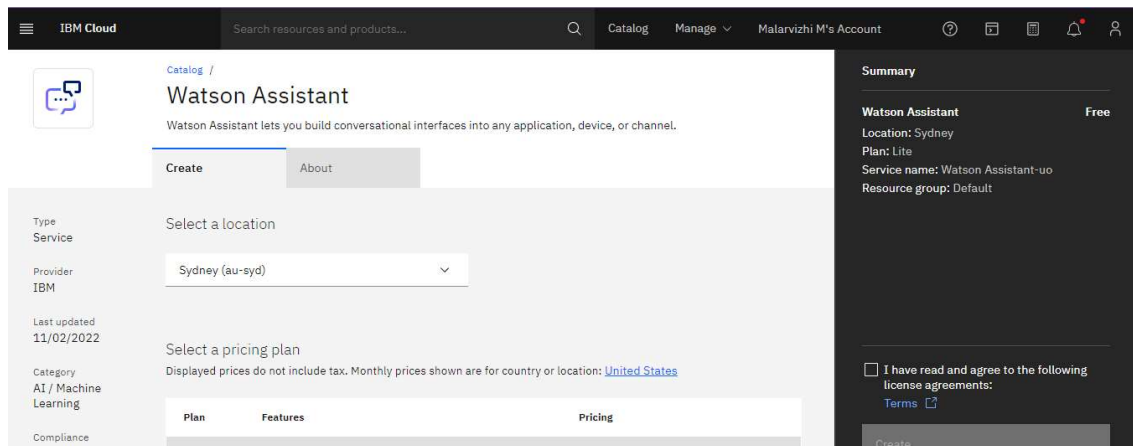 IBM Cloud
Search resources and products...
Catalog
Manage
Malarvizhi M's Account
Catalog /
Watson Assistant
Watson Assistant lets you build conversational interfaces into any application, device, or channel.
Create
About
Type
Service
Provider
IBM
Last updated
11/02/2022
Category
AI / Machine
Learning
Compliance
Select a location
Sydney (au-syd)
Select a pricing plan
Displayed prices do not include tax. Monthly prices shown are for country or location: United States
Plan Features Pricing
Summary
Watson Assistant Free
Location: Sydney
Plan: Lite
Service name: Watson Assistant-uo
Resource group: Default
I have read and agree to the following
license agreements:
Terms
Create